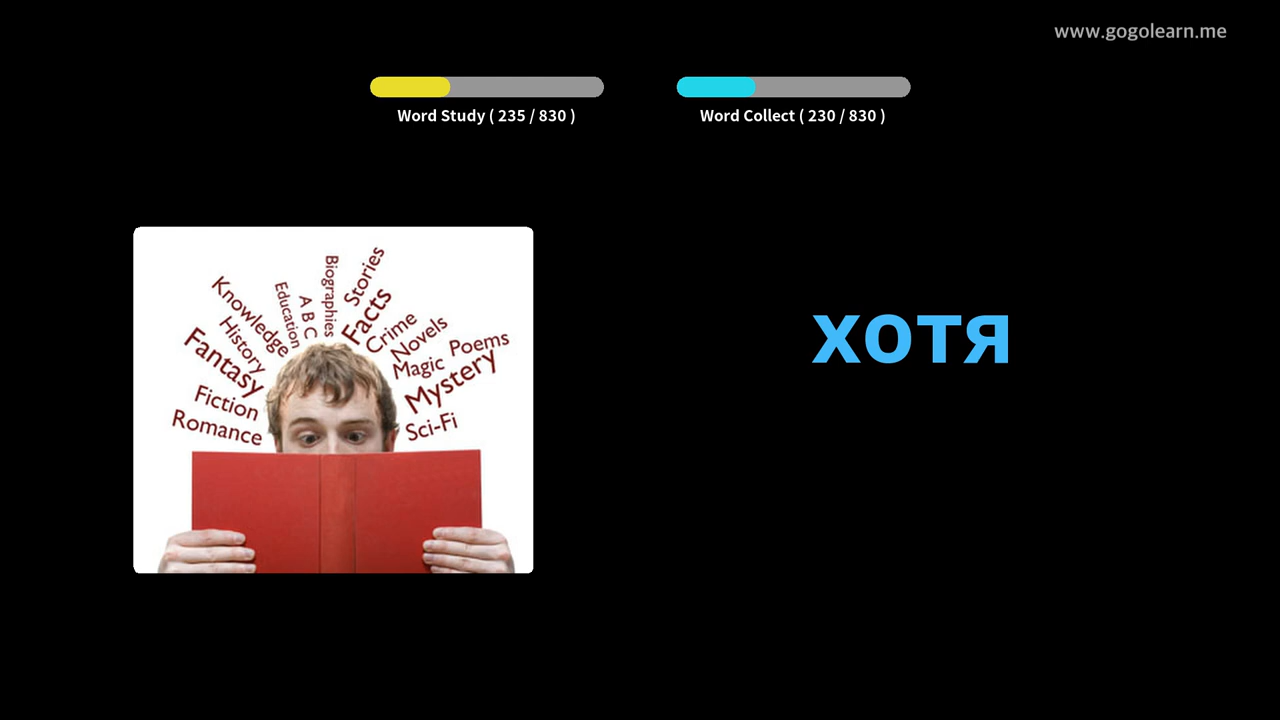 www.gogolearn.me
Word Study ( 235 / 830 )
Word Collect ( 230 / 830 )
Biographies
Stories
Education
A B C
Facts
Knowledge
Crime
History
Novels
Fantasy
Magic
Poems
Mystery
Fiction
Romance
Sci-Fi
хотя